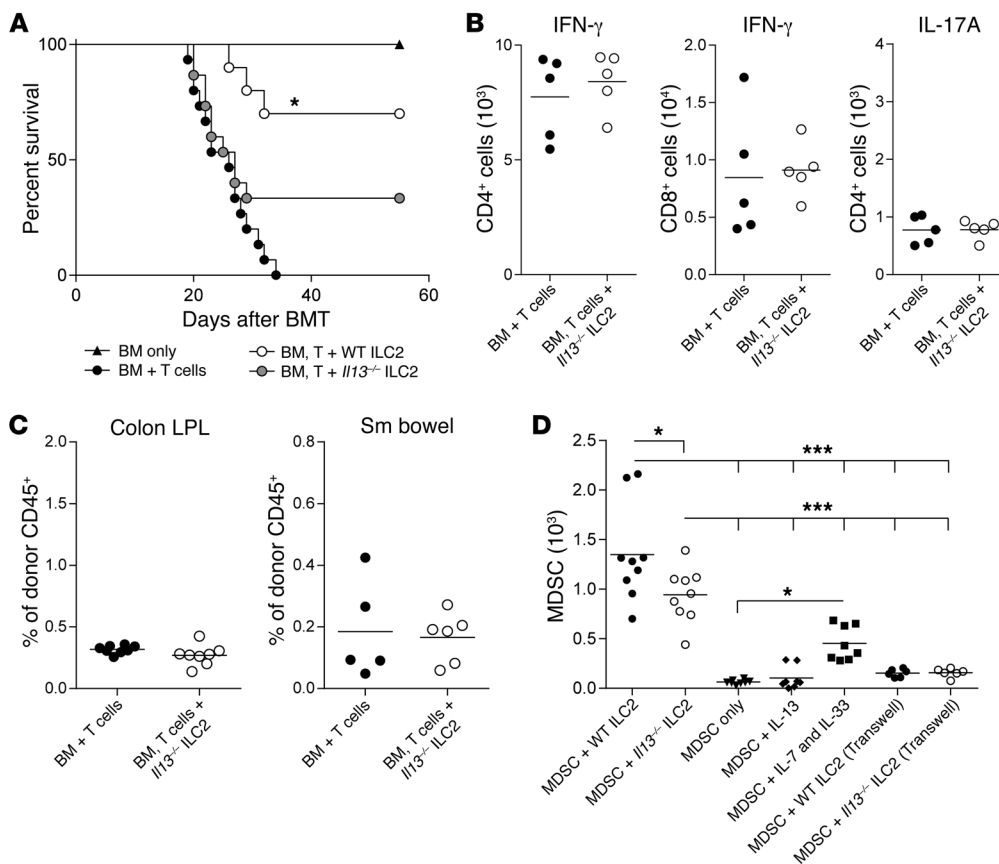 A
Percent survival
100
50
0
0 20 40 60
Days after BMT
*
BM only
BM + T cells
BM, T + WT ILC2
BM, T + Il13–/– ILC2
B
IFN-γ
CD4+ cells (10³)
10
5
0
BM + T cells
BM, T cells +
Il13–/– ILC2
IFN-γ
CD8+ cells (10⁴)
2.0
1.5
1.0
0.5
0.0
BM + T cells
BM, T cells +
Il13–/– ILC2
IL-17A
CD4+ cells (10³)
4
3
2
1
0
BM + T cells
BM, T cells +
Il13–/– ILC2
C
Colon LPL
% of donor CD45+
2.0
1.5
1.0
0.5
0.0
BM + T cells
BM, T cells +
Il13–/– ILC2
Sm bowel
% of donor CD45+
0.8
0.6
0.4
0.2
0.0
BM + T cells
BM, T cells +
Il13–/– ILC2
D
MDSC (10³)
2.5
2.0
1.5
1.0
0.5
0.0
*
***
***
*
MDSC + WT ILC2
MDSC + Il13–/– ILC2
MDSC only
MDSC + IL-13
MDSC + IL-7 and IL-33
MDSC + WT ILC2 (Transwell)
MDSC + Il13–/– ILC2 (Transwell)